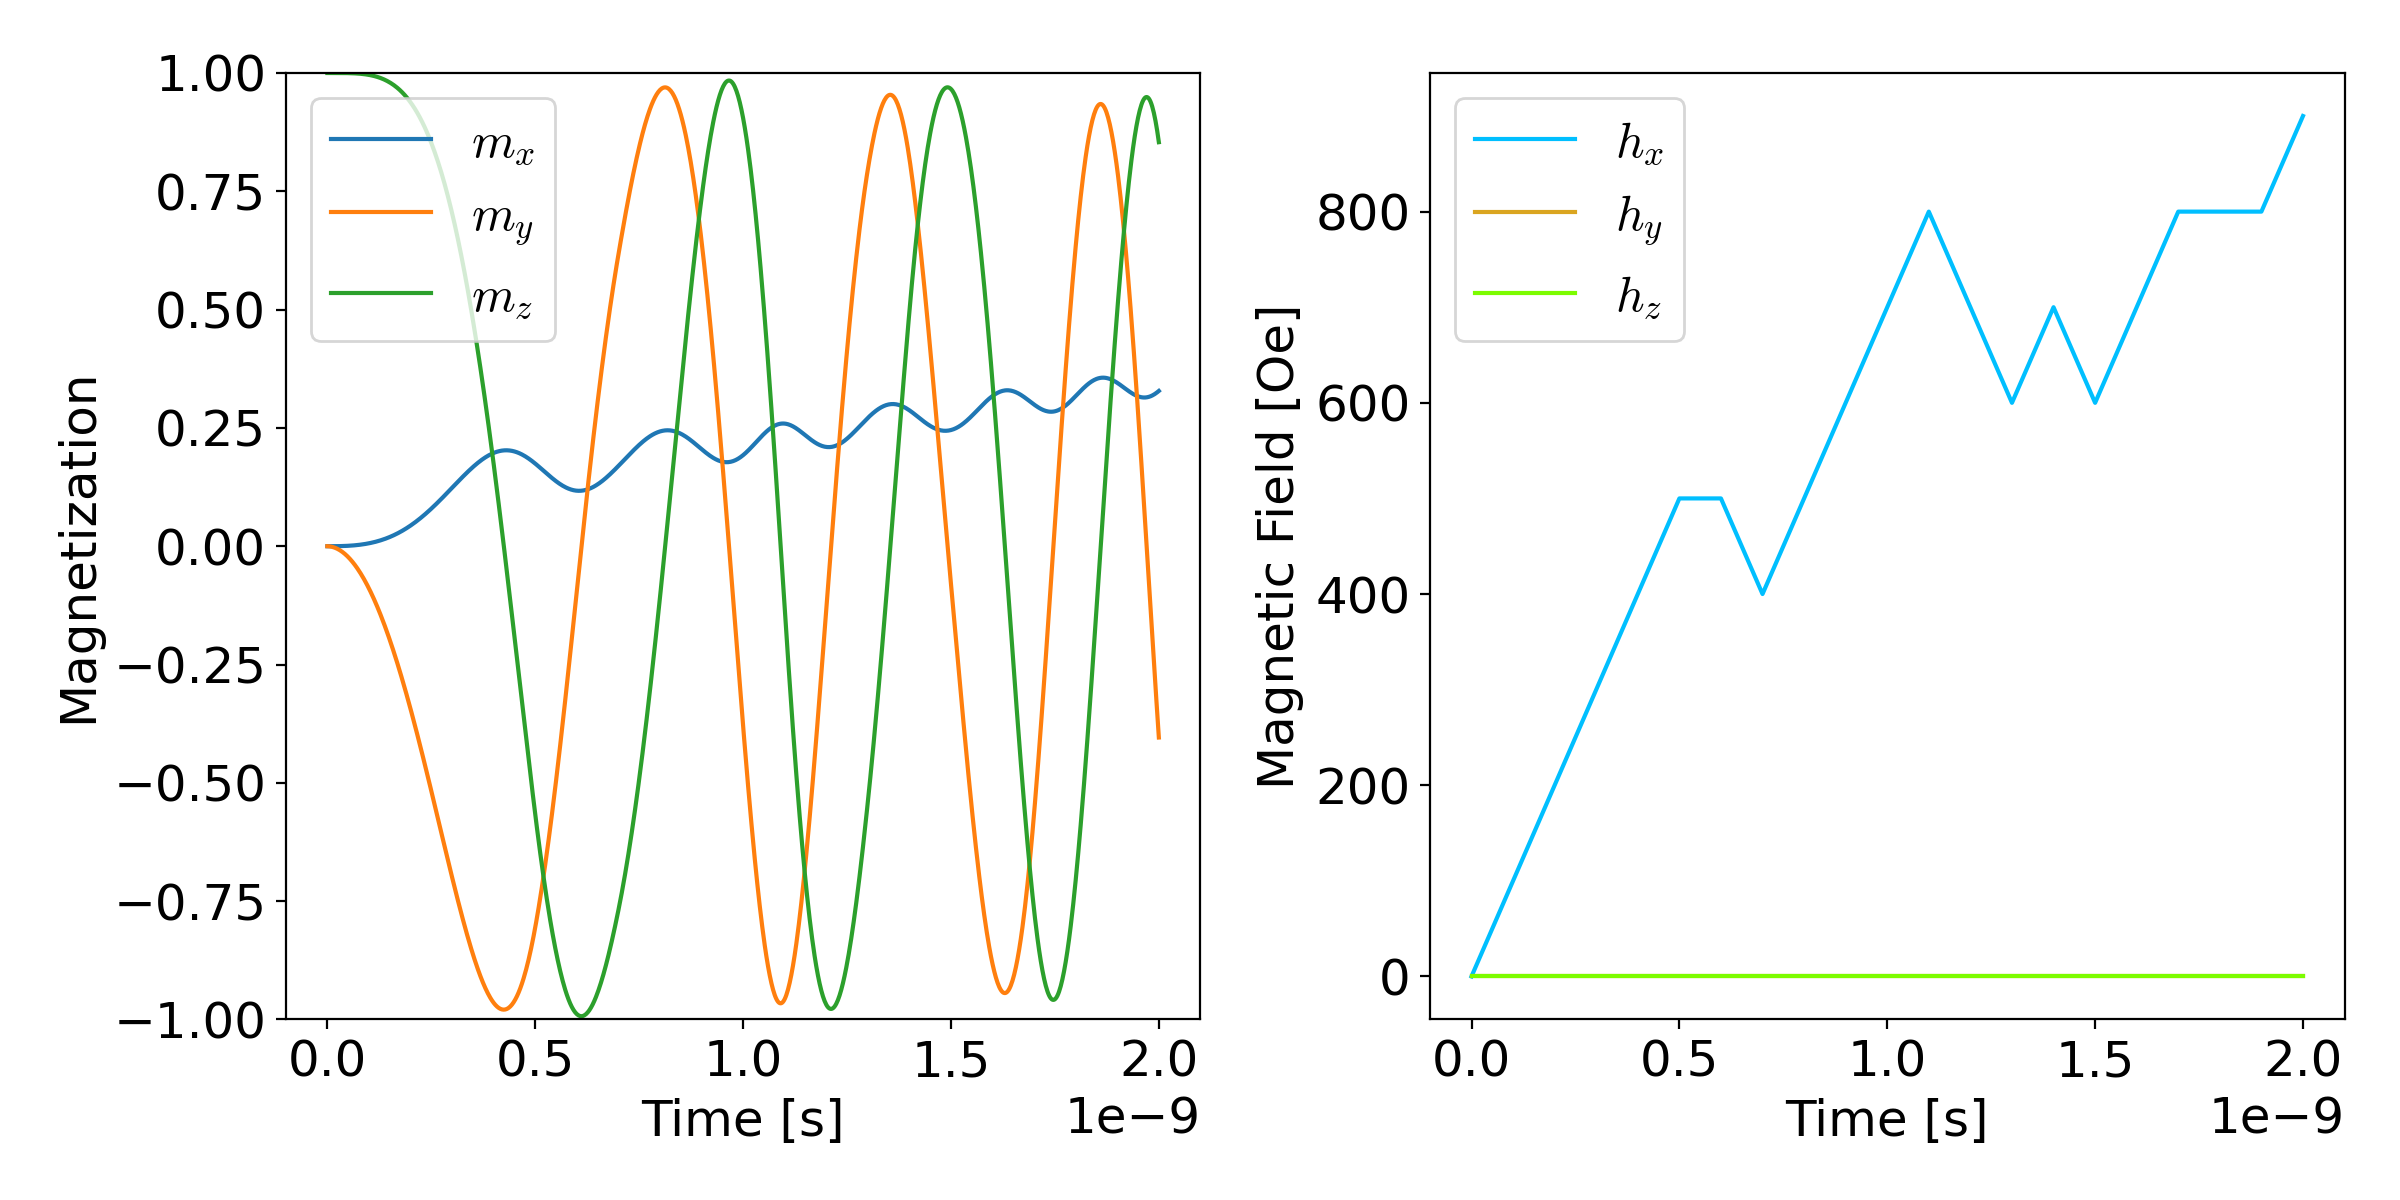 Magnetization
1.00
0.75
0.50
0.25
0.00
−0.25
−0.50
−0.75
−1.00
m_x
m_y
m_z
0.0 0.5 1.0 1.5 2.0
Time [s]
1e−9
Magnetic Field [Oe]
800
600
400
200
0
h_x
h_y
h_z
0.0 0.5 1.0 1.5 2.0
Time [s]
1e−9